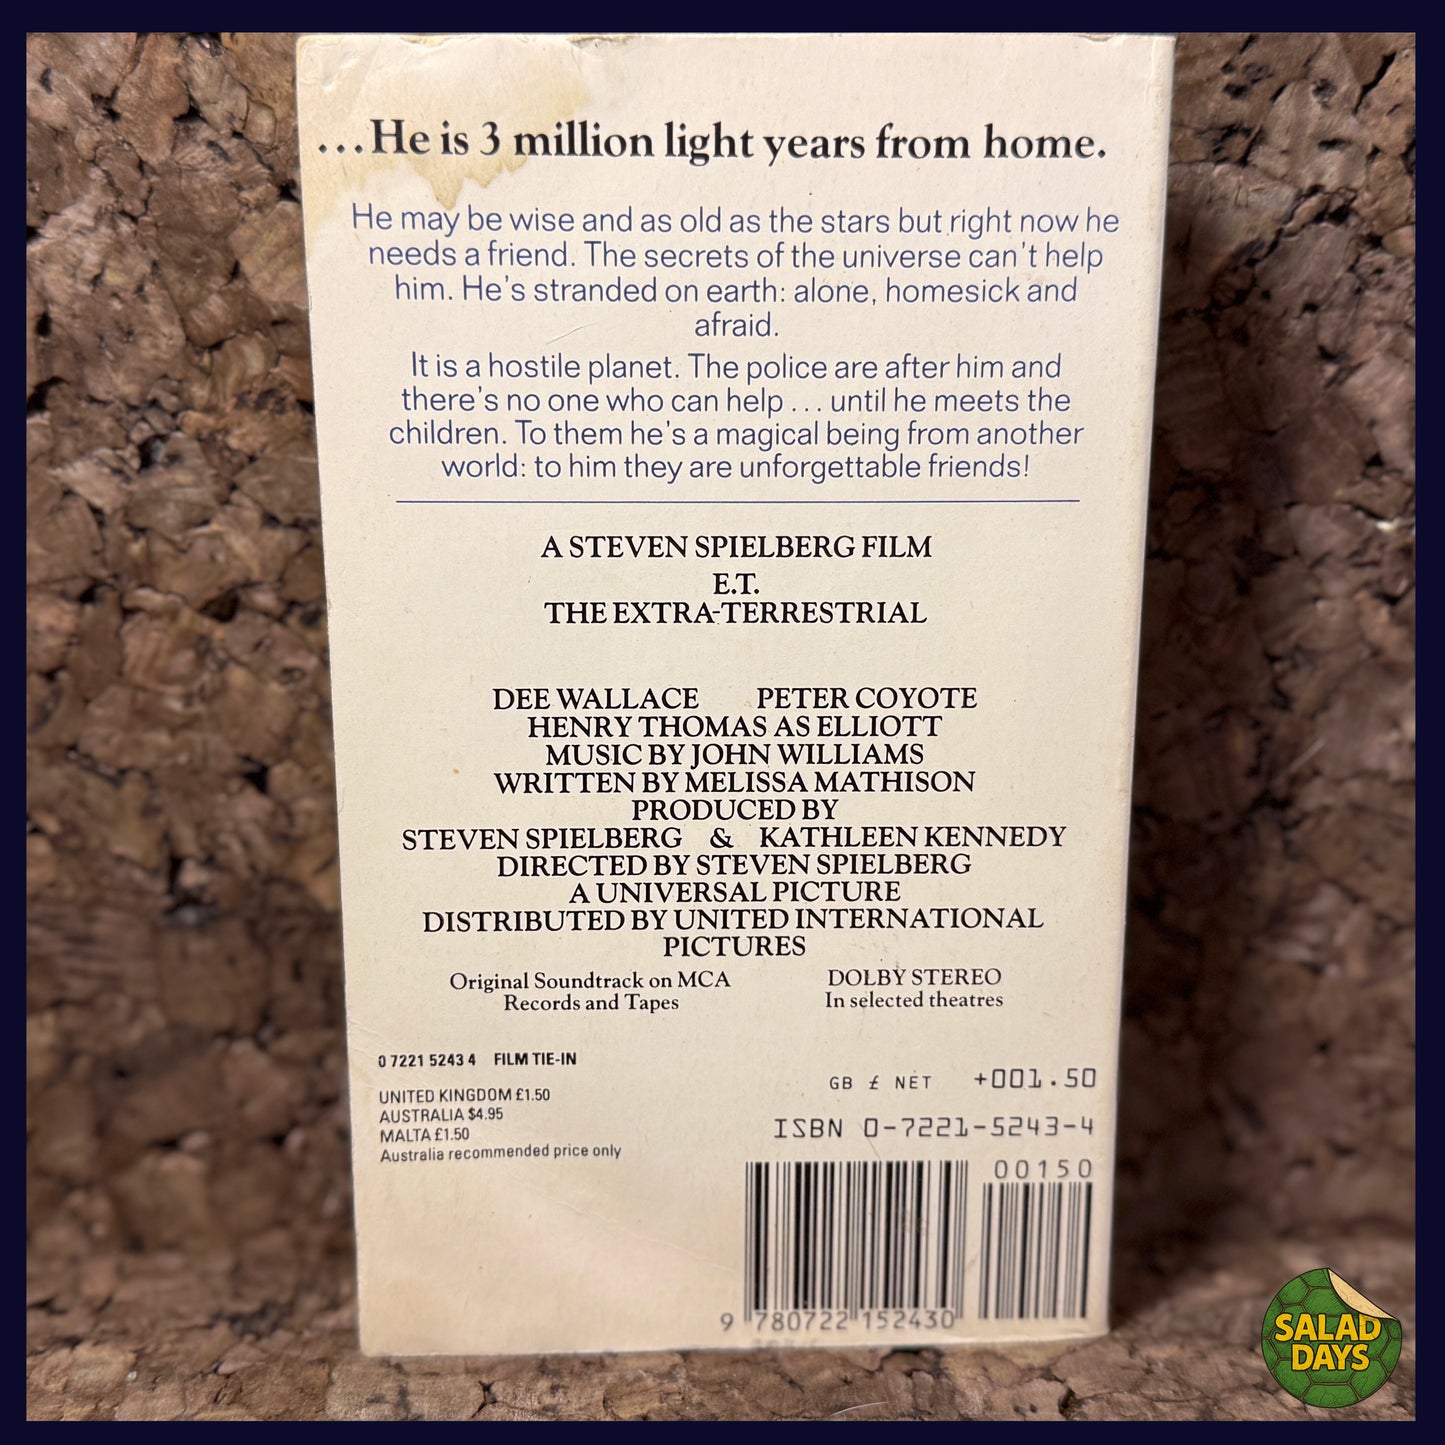 ...He is 3 million light years from home.
He may be wise and as old as the stars but right now he
needs a friend. The secrets of the universe can't help
him. He's stranded on earth: alone, homesick and
afraid.
It is a hostile planet. The police are after him and
there's no one who can help ... until he meets the
children. To them he's a magical being from another
world: to him they are unforgettable friends!
A STEVEN SPIELBERG FILM
E.T.
THE EXTRA-TERRESTRIAL
DEE WALLACE PETER COYOTE
HENRY THOMAS AS ELLIOTT
MUSIC BY JOHN WILLIAMS
WRITTEN BY MELISSA MATHISON
PRODUCED BY
STEVEN SPIELBERG & KATHLEEN KENNEDY
DIRECTED BY STEVEN SPIELBERG
A UNIVERSAL PICTURE
DISTRIBUTED BY UNITED INTERNATIONAL
PICTURES
Original Soundtrack on MCA
Records and Tapes
DOLBY STEREO
In selected theatres
0 7221 5243 4 FILM TIE-IN
UNITED KINGDOM £1.50
AUSTRALIA $4.95
MALTA £1.50
Australia recommended price only
GB £ NET +001.50
ISBN 0-7221-5243-4
00150
9 780722 152430
SALAD
DAYS